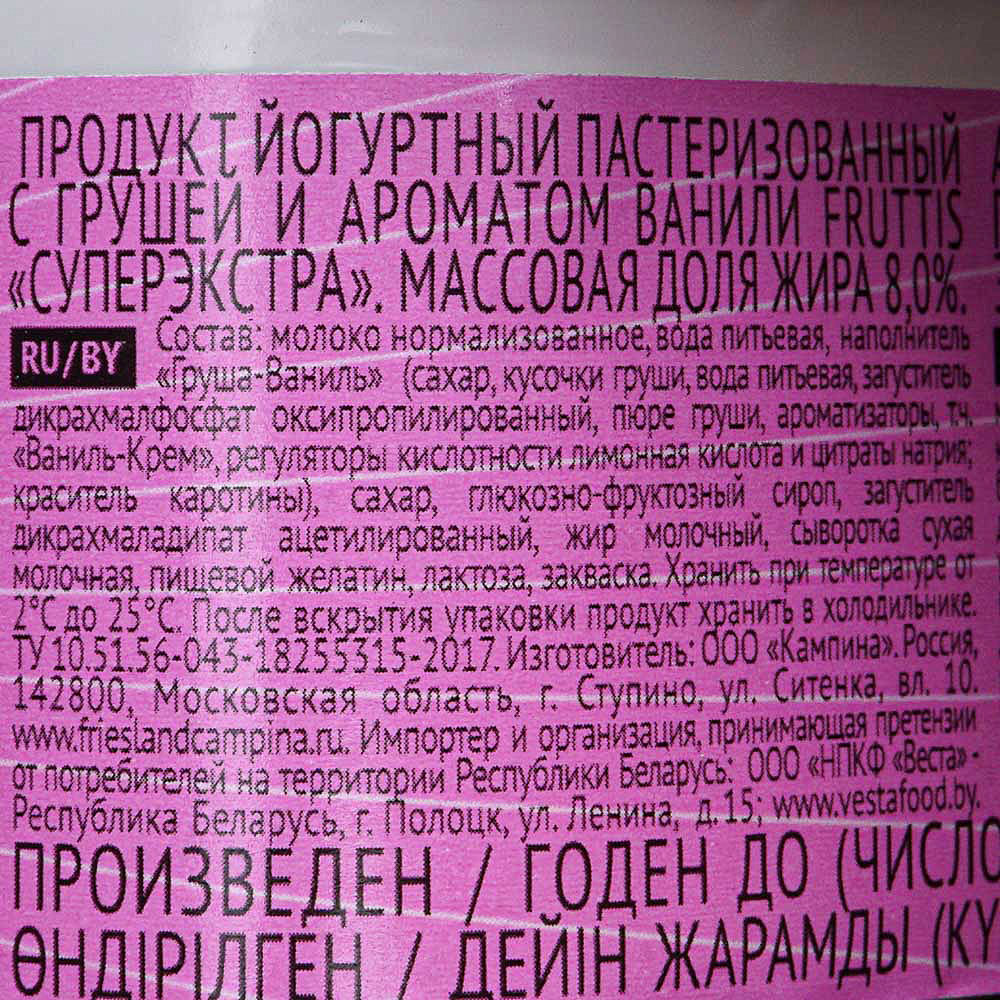 ПРОДУКТ ЙОГУРТНЫЙ ПАСТЕРИЗОВАННЫЙ
С ГРУШЕЙ И АРОМАТОМ ВАНИЛИ FRUTTIS
«СУПЕРЭКСТРА». МАССОВАЯ ДОЛЯ ЖИРА 8,0%.
RU/BY Состав: молоко нормализованное, вода питьевая, наполнитель
«Груша-Ваниль» (сахар, кусочки груши, вода питьевая, загуститель
дикрахмалфосфат оксипропилированный, пюре груши, ароматизаторы, т.ч.
«Ваниль-Крем», регуляторы кислотности лимонная кислота и цитраты натрия;
краситель каротины), сахар, глюкозно-фруктозный сироп, загуститель
дикрахмаладипат ацетилированный, жир молочный, сыворотка сухая
молочная, пищевой желатин, лактоза, закваска. Хранить при температуре от
2°С до 25°С. После вскрытия упаковки продукт хранить в холодильнике.
ТУ 10.51.56-043-18255315-2017. Изготовитель: ООО «Кампина». Россия,
142800, Московская область, г. Ступино, ул. Ситенка, вл. 10.
www.frieslandcampina.ru. Импортер и организация, принимающая претензии
от потребителей на территории Республики Беларусь: ООО «НПКФ «Веста» -
Республика Беларусь, г. Полоцк, ул. Ленина, д.15; www.vestafood.by.
ПРОИЗВЕДЕН / ГОДЕН ДО (ЧИСЛО
ӨНДІРІЛГЕН / ДЕЙІН ЖАРАМДЫ (КҮ